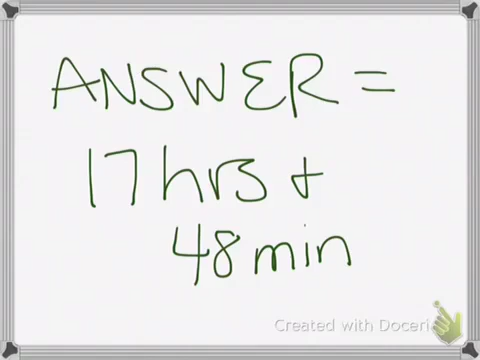 ANSWER =
17 hrs +
48 min
Created with Doceri